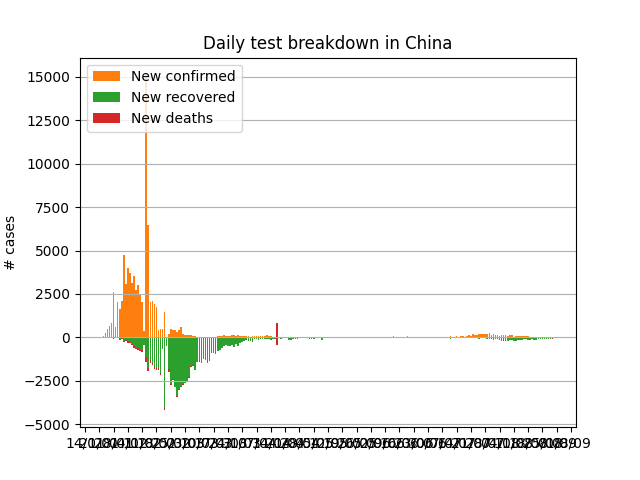 Daily test breakdown in China
New confirmed
New recovered
New deaths
15000
12500
10000
7500
5000
2500
0
−2500
−5000
# cases